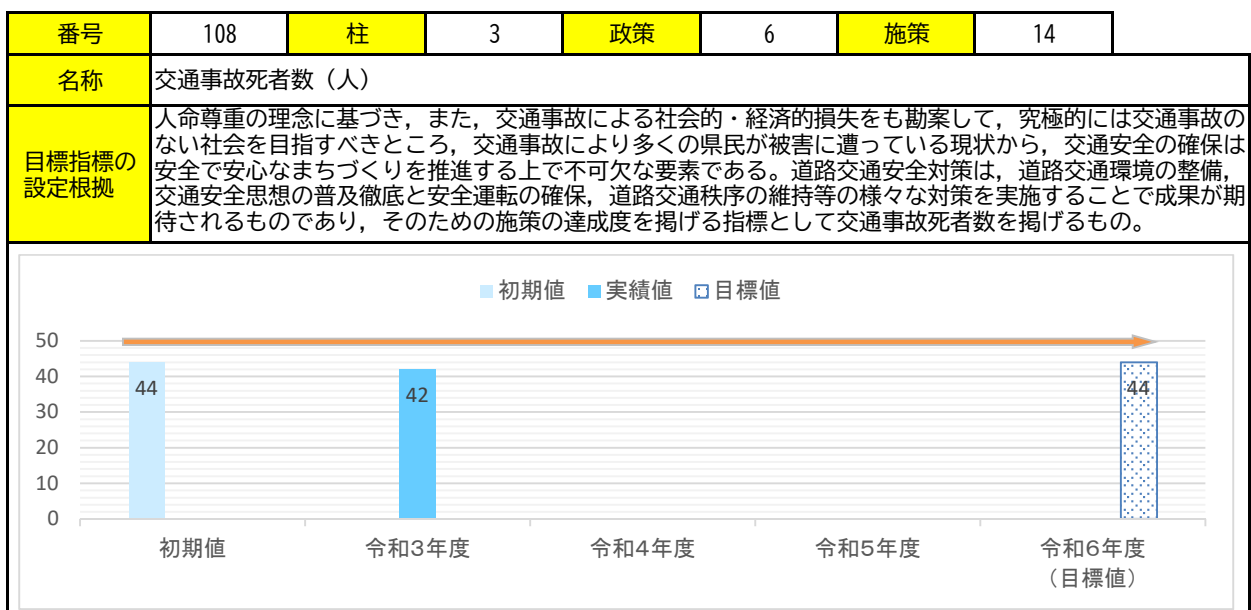 番号 108 柱 3 政策 6 施策 14
名称 交通事故死者数（人）
目標指標の
設定根拠
人命尊重の理念に基づき，また，交通事故による社会的・経済的損失をも勘案して，究極的には交通事故の
ない社会を目指すべきところ，交通事故により多くの県民が被害に遭っている現状から，交通安全の確保は
安全で安心なまちづくりを推進する上で不可欠な要素である。道路交通安全対策は，道路交通環境の整備，
交通安全思想の普及徹底と安全運転の確保，道路交通秩序の維持等の様々な対策を実施することで成果が期
待されるものであり，そのための施策の達成度を掲げる指標として交通事故死者数を掲げるもの。
初期値 実績値 目標値
50
40
30
20
10
0
44
42
44
初期値 令和３年度 令和４年度 令和５年度 令和６年度
（目標値）